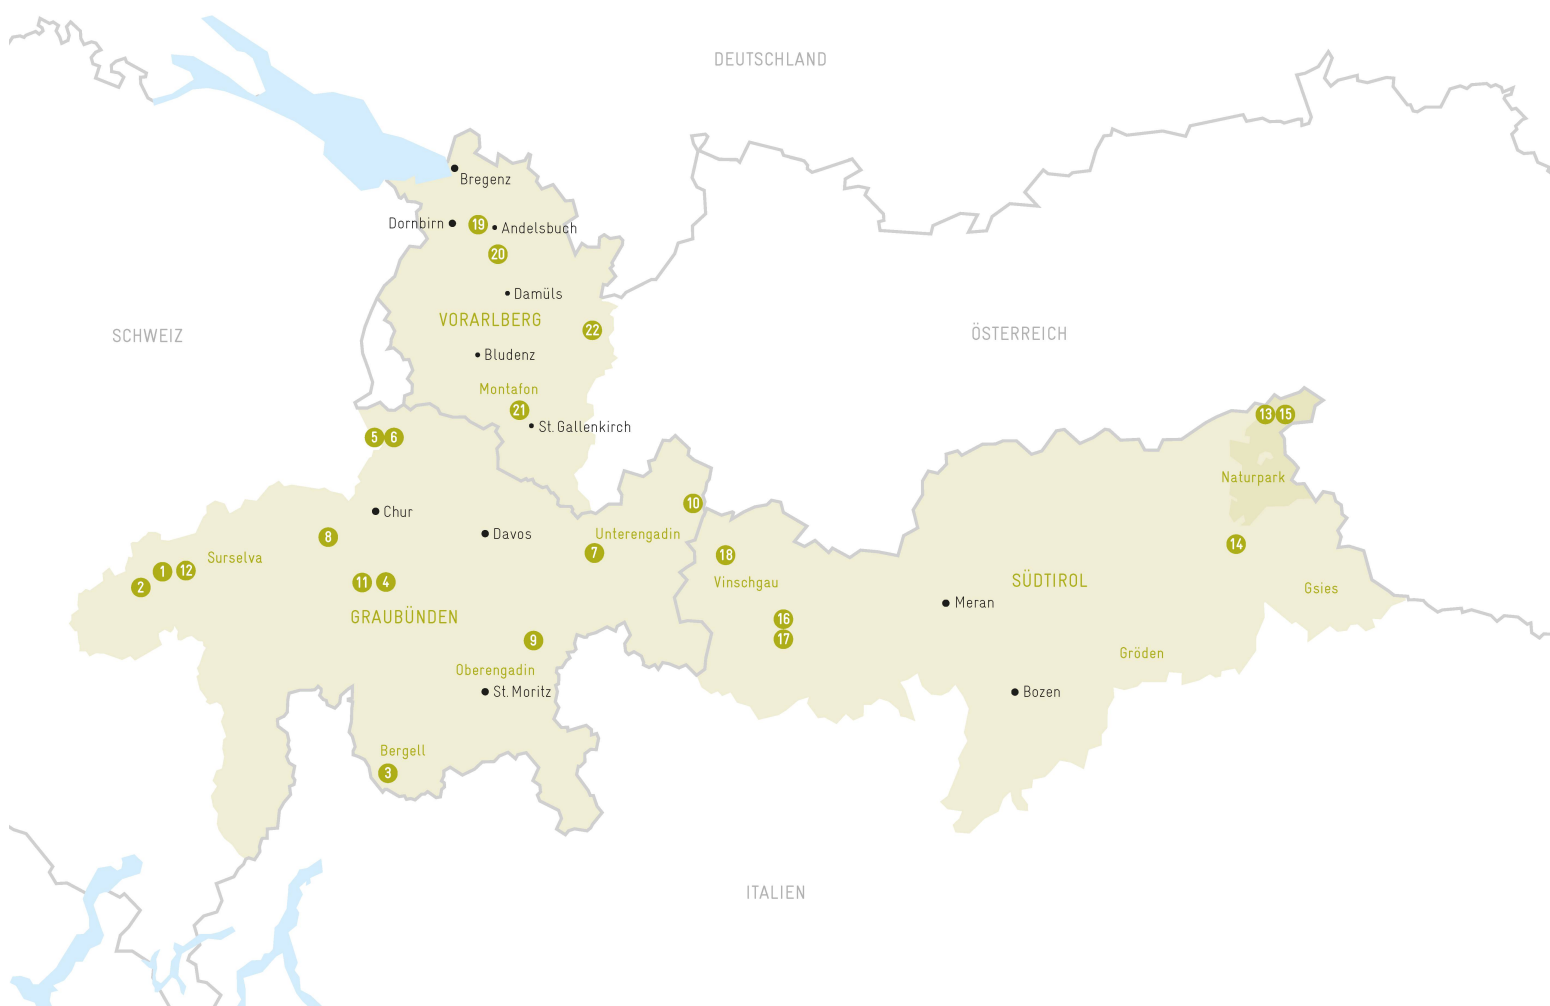 DEUTSCHLAND
Bregenz
Dornbirn
19
Andelsbuch
20
Damüls
VORARLBERG
22
SCHWEIZ
ÖSTERREICH
Bludenz
Montafon
21
St. Gallenkirch
13
15
5
6
Naturpark
10
Chur
Davos
Unterengadin
8
7
18
14
Surselva
1
12
2
11
4
Vinschgau
SÜDTIROL
Gsies
Meran
GRAUBÜNDEN
16
17
9
Gröden
Oberengadin
St. Moritz
Bozen
Bergell
3
ITALIEN